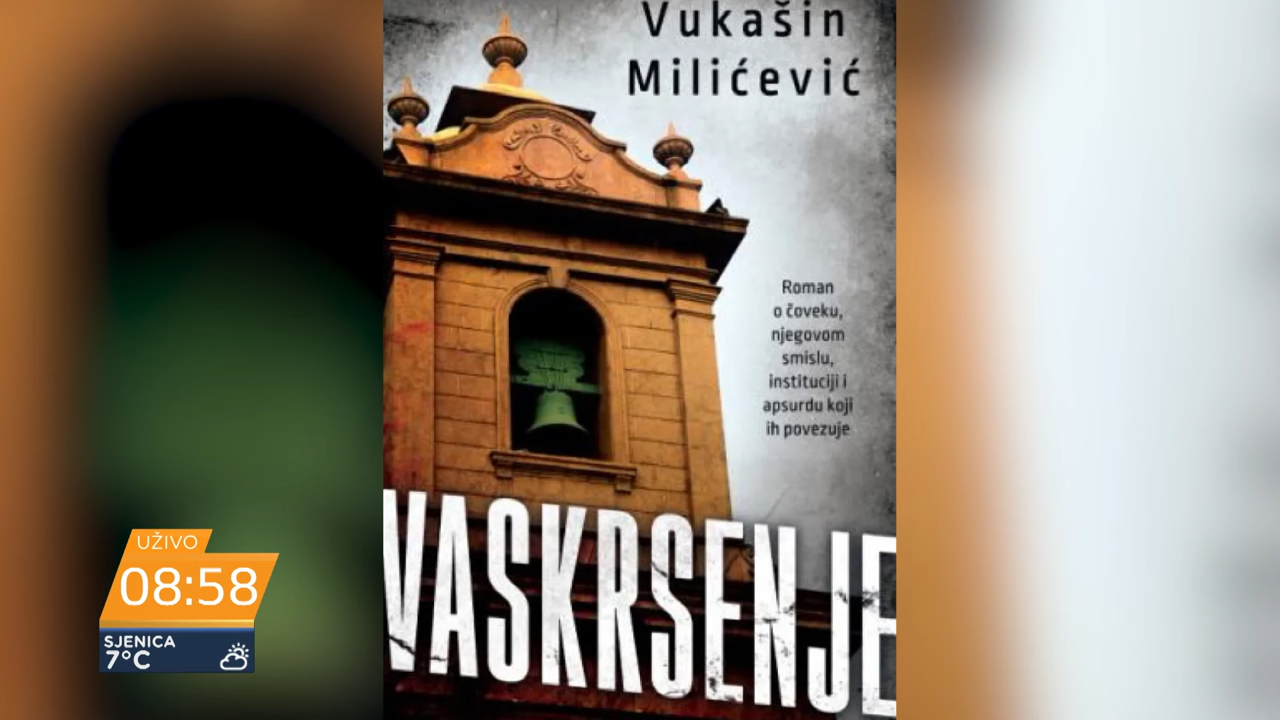 Vukašin
Milićević
Roman
o čoveku,
njegovom
smislu,
instituciji i
apsurdu koji
ih povezuje
VASKRSENJE
UŽIVO
08:58
SJENICA
7°C